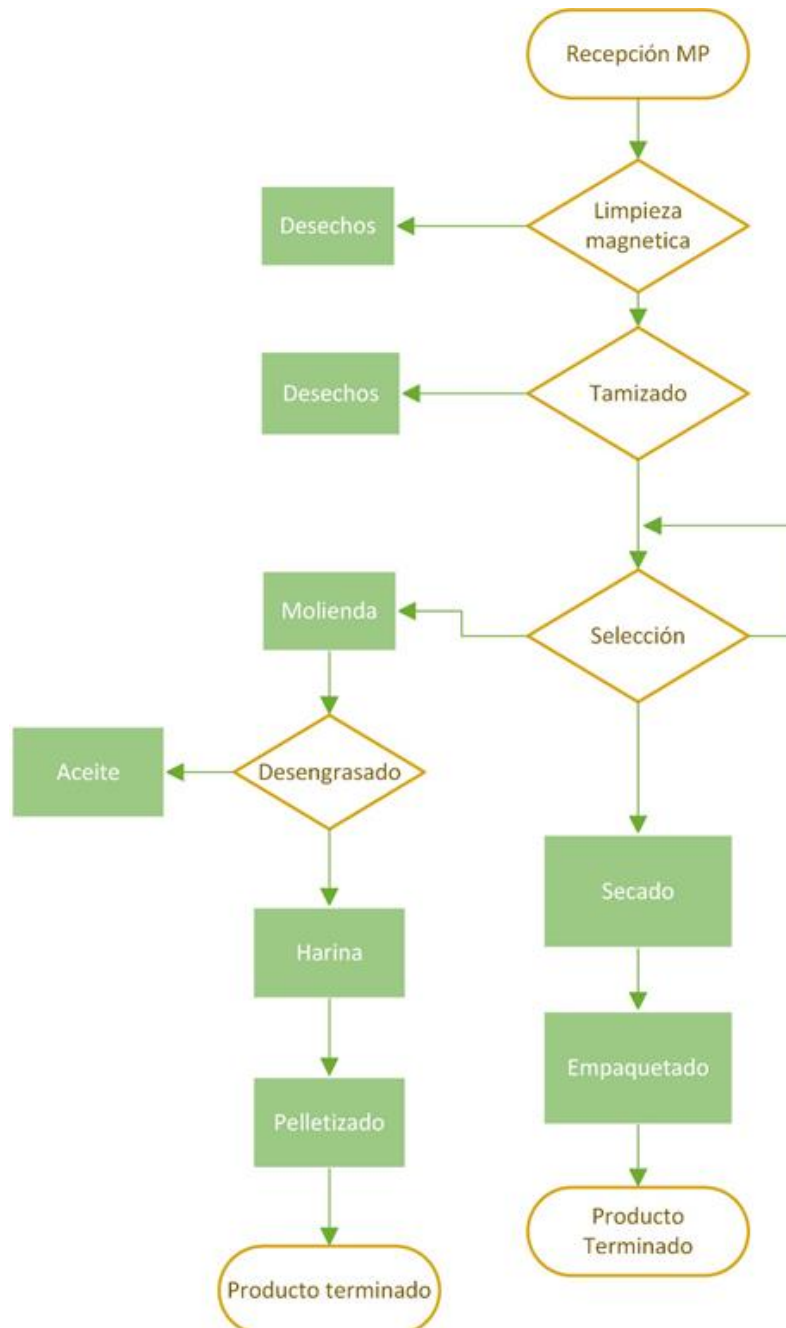 Recepción MP
Limpieza
magnetica
Desechos
Tamizado
Desechos
Selección
Molienda
Desengrasado
Aceite
Harina
Pelletizado
Producto terminado
Secado
Empaquetado
Producto
Terminado